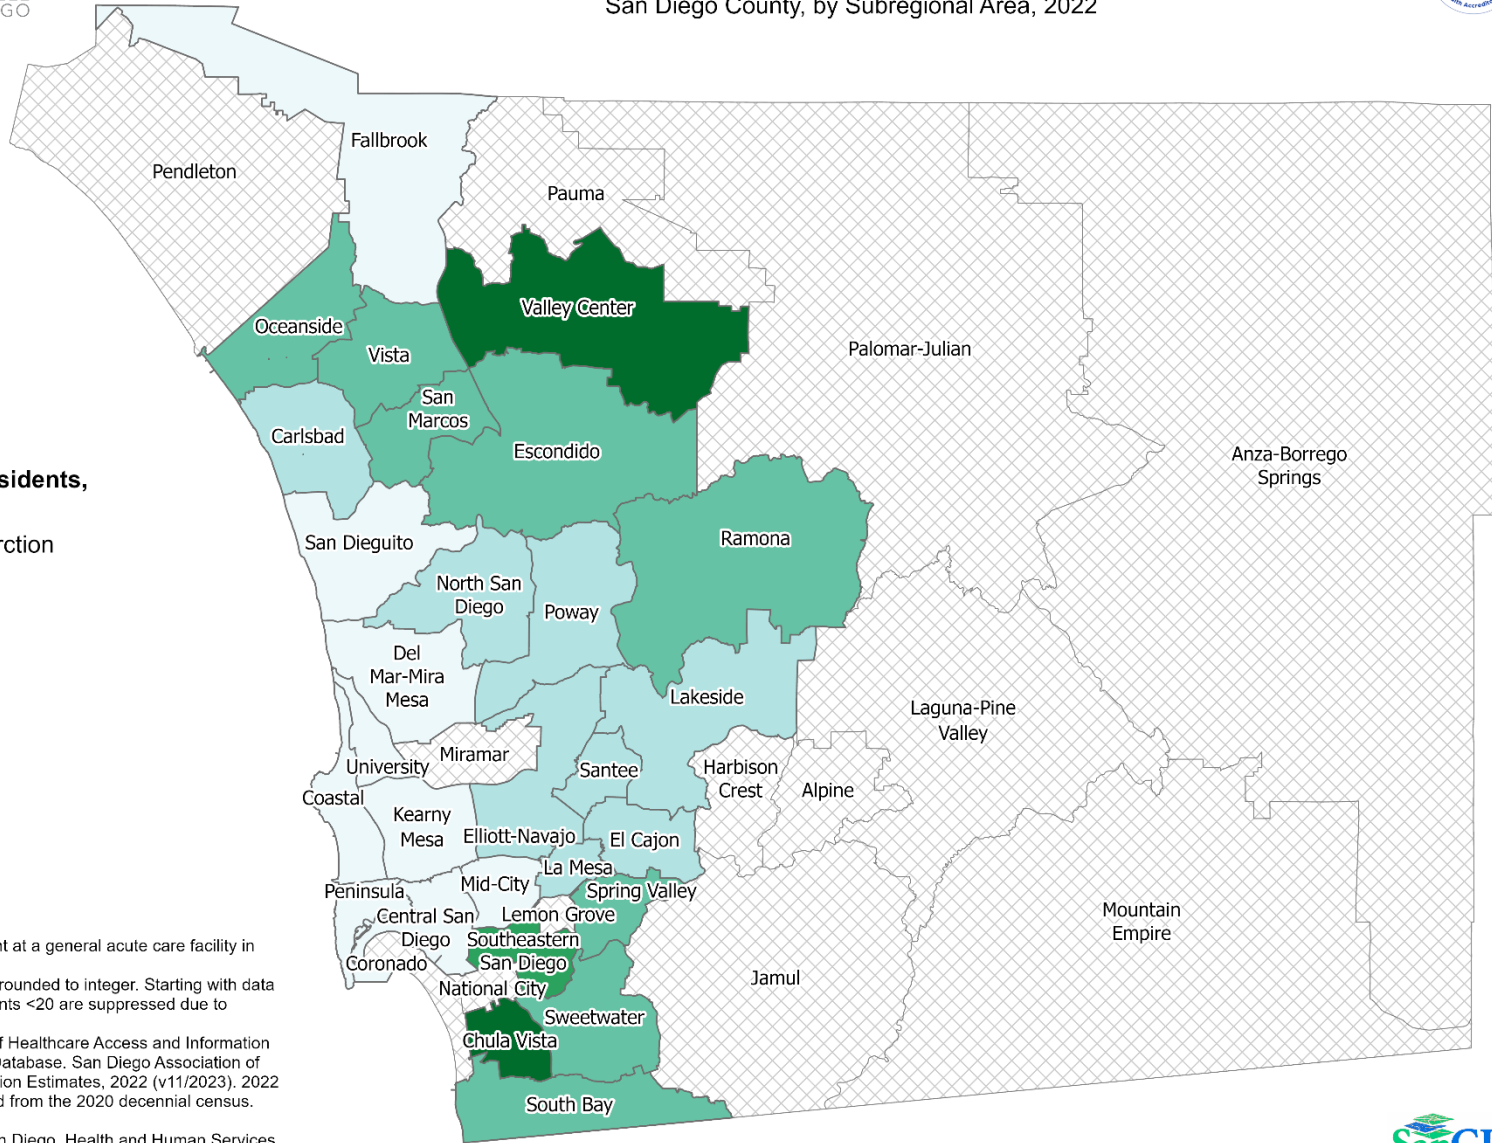 GO
San Diego County, by Subregional Area, 2022
Fallbrook
Pendleton
Pauma
Valley Center
Oceanside
Vista
Palomar-Julian
San
Marcos
Carlsbad
Escondido
Anza-Borrego
Springs
sidents,
rction
San Dieguito
Ramona
North San
Diego
Poway
Del
Mar-Mira
Mesa
Lakeside
Laguna-Pine
Valley
Miramar
University
Santee
Harbison
Crest
Alpine
Coastal
Kearny
Mesa
Elliott-Navajo
El Cajon
La Mesa
Mid-City
Peninsula
Spring Valley
Central San
Diego
Lemon Grove
Southeastern
San Diego
Coronado
National City
Mountain
Empire
Jamul
Sweetwater
Chula Vista
South Bay
nt at a general acute care facility in
rounded to integer. Starting with data
nts <20 are suppressed due to
f Healthcare Access and Information
Database. San Diego Association of
ion Estimates, 2022 (v11/2023). 2022
d from the 2020 decennial census.
n Diego, Health and Human Services